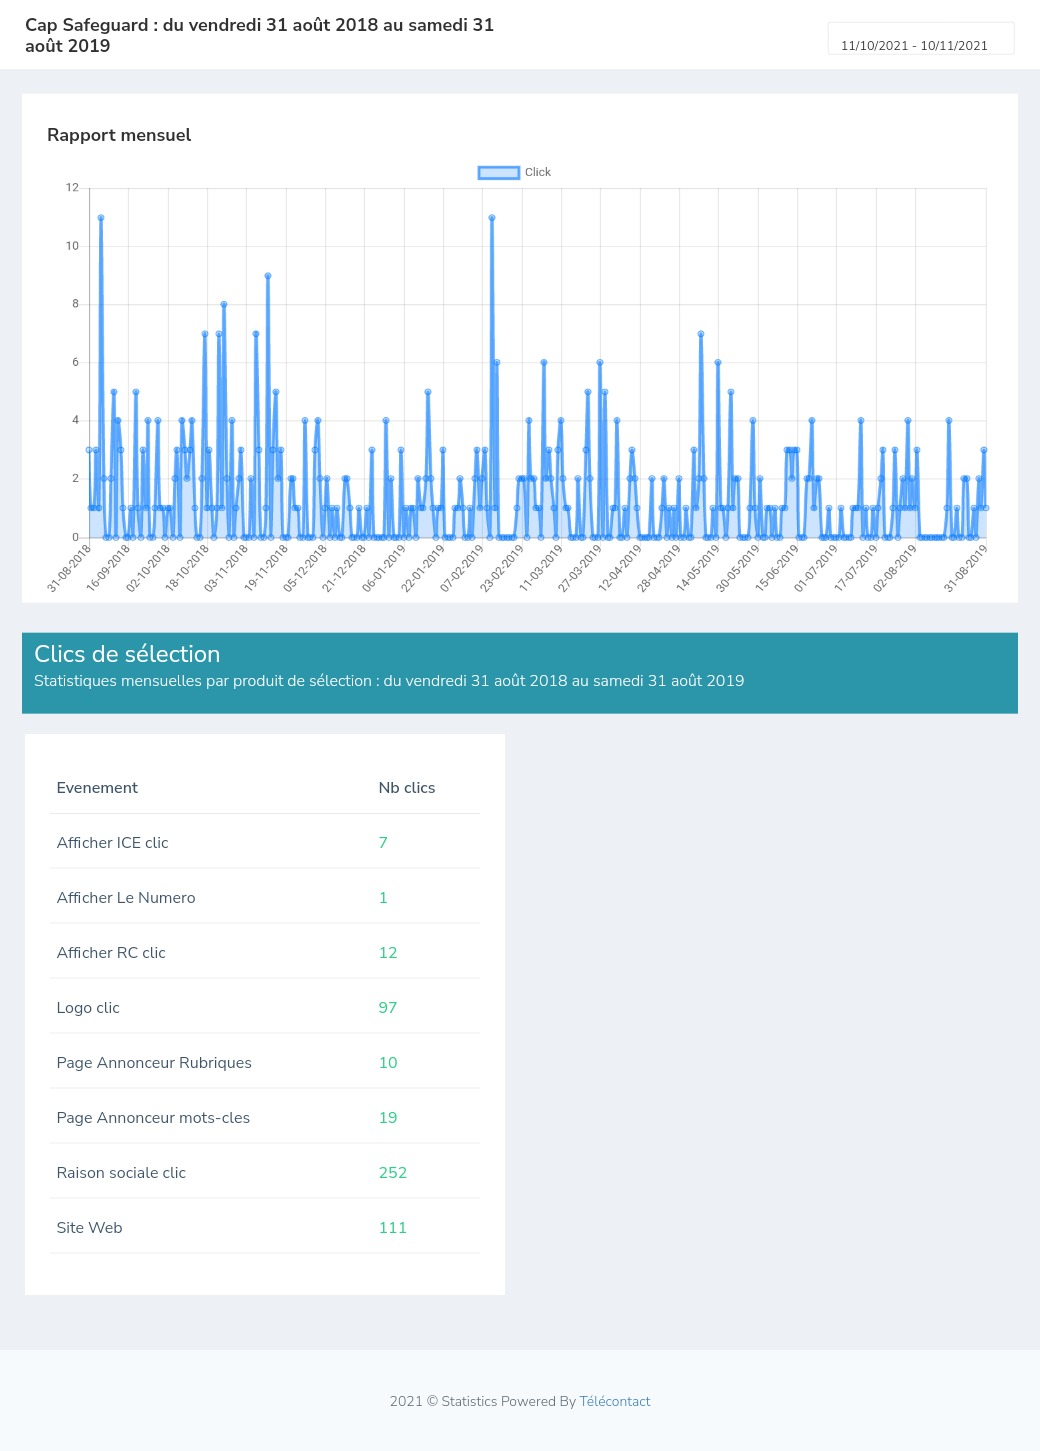 Cap Safeguard : du vendredi 31 août 2018 au samedi 31
août 2019
11/10/2021 - 10/11/2021
Rapport mensuel
Click
12
10
8
6
4
2
0
31-08-2018
16-09-2018
02-10-2018
18-10-2018
03-11-2018
19-11-2018
05-12-2018
21-12-2018
06-01-2019
22-01-2019
07-02-2019
23-02-2019
11-03-2019
27-03-2019
12-04-2019
28-04-2019
14-05-2019
30-05-2019
15-06-2019
01-07-2019
17-07-2019
02-08-2019
31-08-2019
Clics de sélection
Statistiques mensuelles par produit de sélection : du vendredi 31 août 2018 au samedi 31 août 2019
Evenement Nb clics
Afficher ICE clic 7
Afficher Le Numero 1
Afficher RC clic 12
Logo clic 97
Page Annonceur Rubriques 10
Page Annonceur mots-cles 19
Raison sociale clic 252
Site Web 111
2021 © Statistics Powered By Télécontact